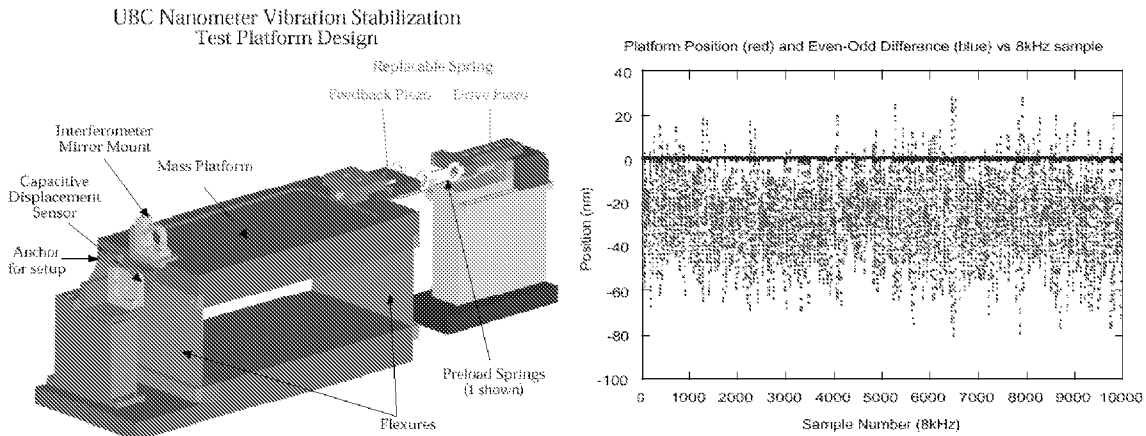 UBC Nanometer Vibration Stabilization
Test Platform Design
Replacable Spring
Feedback Piezo
Drive Piezo
Interferometer
Mirror Mount
Mass Platform
Capacitive
Displacement
Sensor
Anchor
for setup
Preload Springs
(1 shown)
Flexures
Platform Position (red) and Even-Odd Difference (blue) vs 8kHz sample
Position (nm)
40
20
0
-20
-40
-60
-80
-100
0 1000 2000 3000 4000 5000 6000 7000 8000 9000 10000
Sample Number (8kHz)